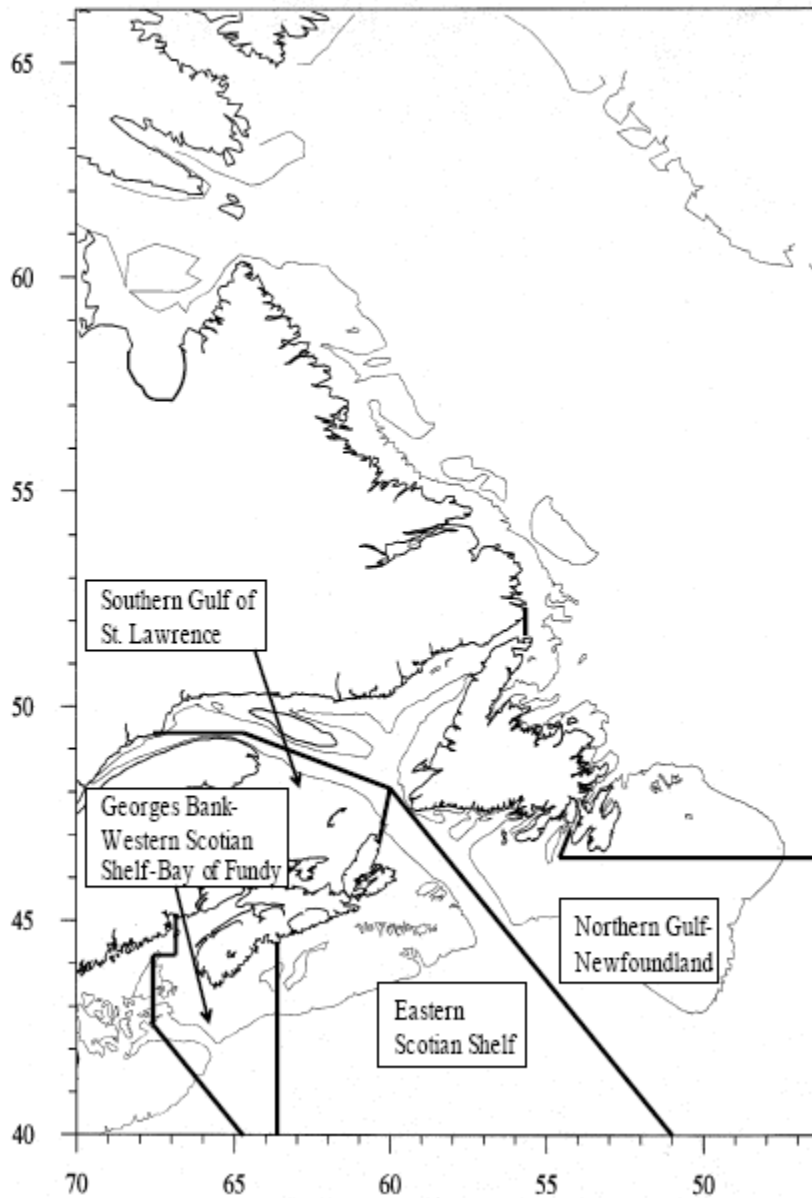 65
60
55
Southern Gulf of
St. Lawrence
50
Georges Bank-
Western Scotian
Shelf-Bay of Fundy
45
Northern Gulf-
Newfoundland
Eastern
Scotian Shelf
40
70
65
60
55
50